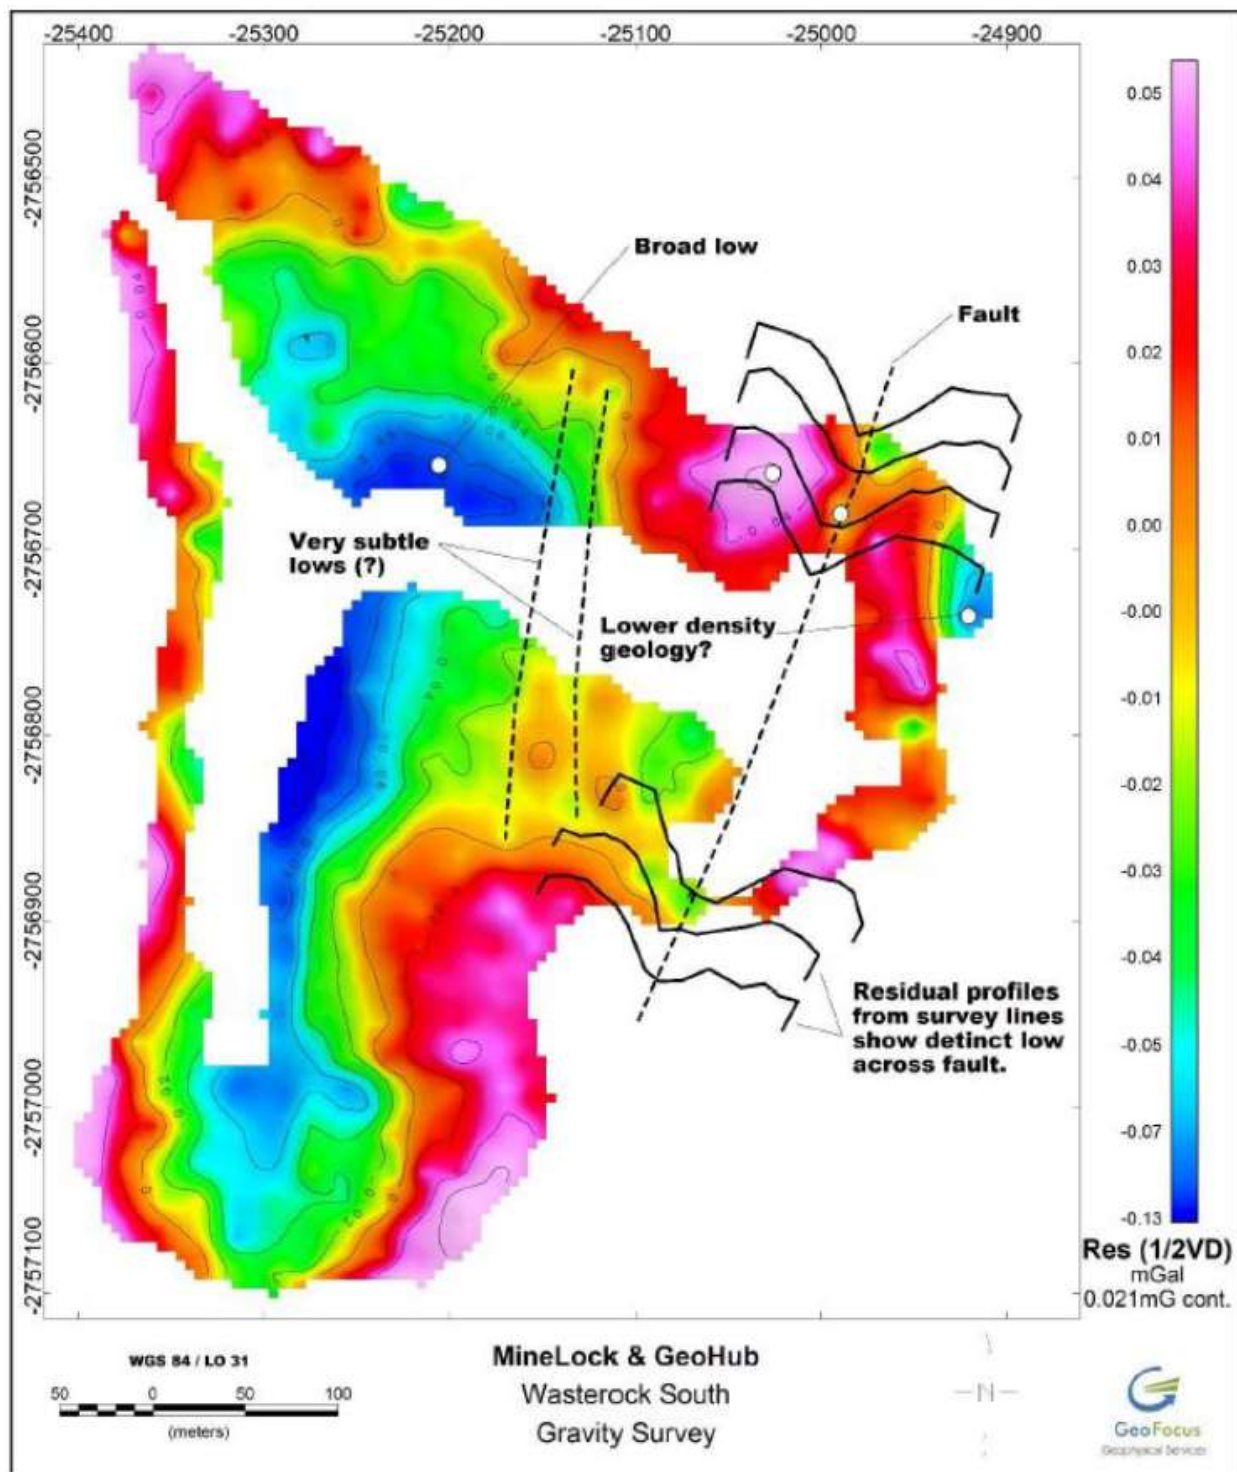 -25400 -25300 -25200 -25100 -25000 -24900
-2756500
-2756600
-2756700
-2756800
-2756900
-2757000
-2757100
Broad low
Fault
Very subtle
lows (?)
Lower density
geology?
Residual profiles
from survey lines
show detinct low
across fault.
0.05
0.04
0.03
0.02
0.01
0.00
-0.00
-0.01
-0.02
-0.04
-0.05
-0.07
-0.13
Res (1/2VD)
mGal
0.021mG cont.
WGS 84 / LO 31
50 0 50 100
(meters)
MineLock & GeoHub
Wasterock South
Gravity Survey
N
GeoFocus
Geophysical Services